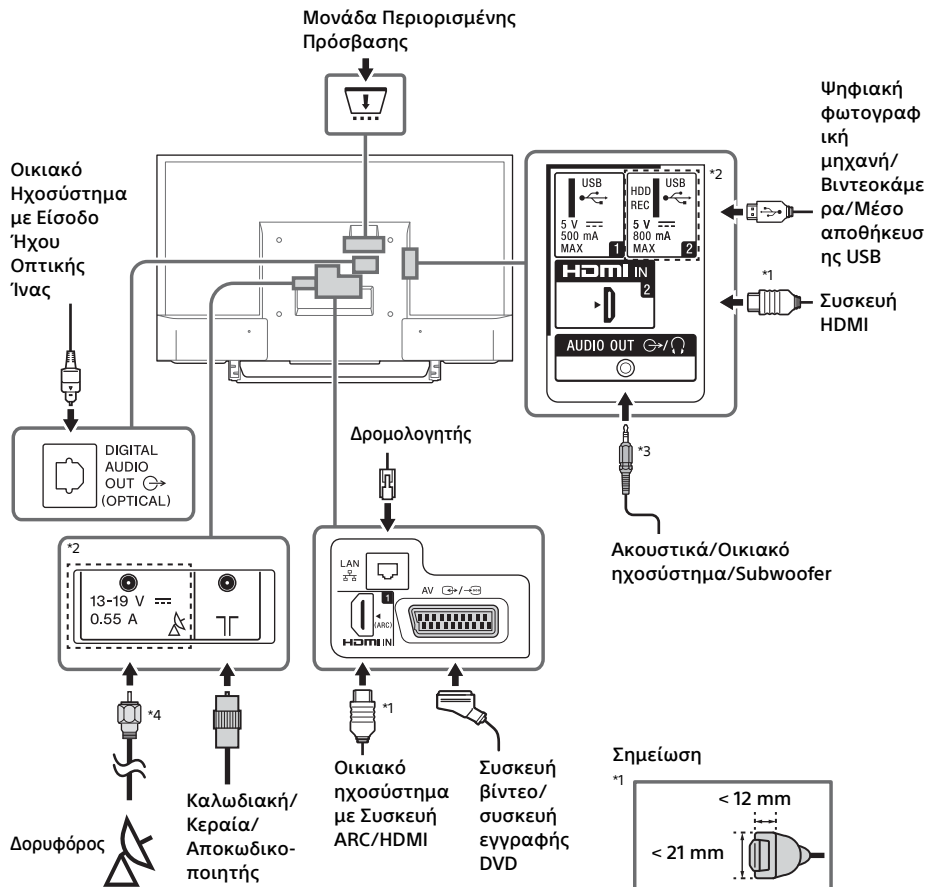 Μονάδα Περιορισμένης
Πρόσβασης
Οικιακό
Ηχοσύστημα
με Είσοδο
Ήχου
Οπτικής
Ίνας
USB
5 V
500 mA
MAX
1
HDD
REC
USB
5 V
800 mA
MAX
2
*2
HDMI IN
2
AUDIO OUT
Ψηφιακή
φωτογραφ
ική
μηχανή/
Βιντεοκάμε
ρα/Μέσο
αποθήκευσ
ης USB
*1
Συσκευή
HDMI
*3
Ακουστικά/Οικιακό
ηχοσύστημα/Subwoofer
DIGITAL
AUDIO
OUT
(OPTICAL)
Δρομολογητής
*2
13-19 V
0.55 A
LAN
1
(ARC)
HDMI IN
AV
*4
*1
Δορυφόρος
Καλωδιακή/
Κεραία/
Αποκωδικο-
ποιητής
Οικιακό
ηχοσύστημα
με Συσκευή
ARC/HDMI
Συσκευή
βίντεο/
συσκευή
εγγραφής
DVD
Σημείωση
*1
< 12 mm
< 21 mm